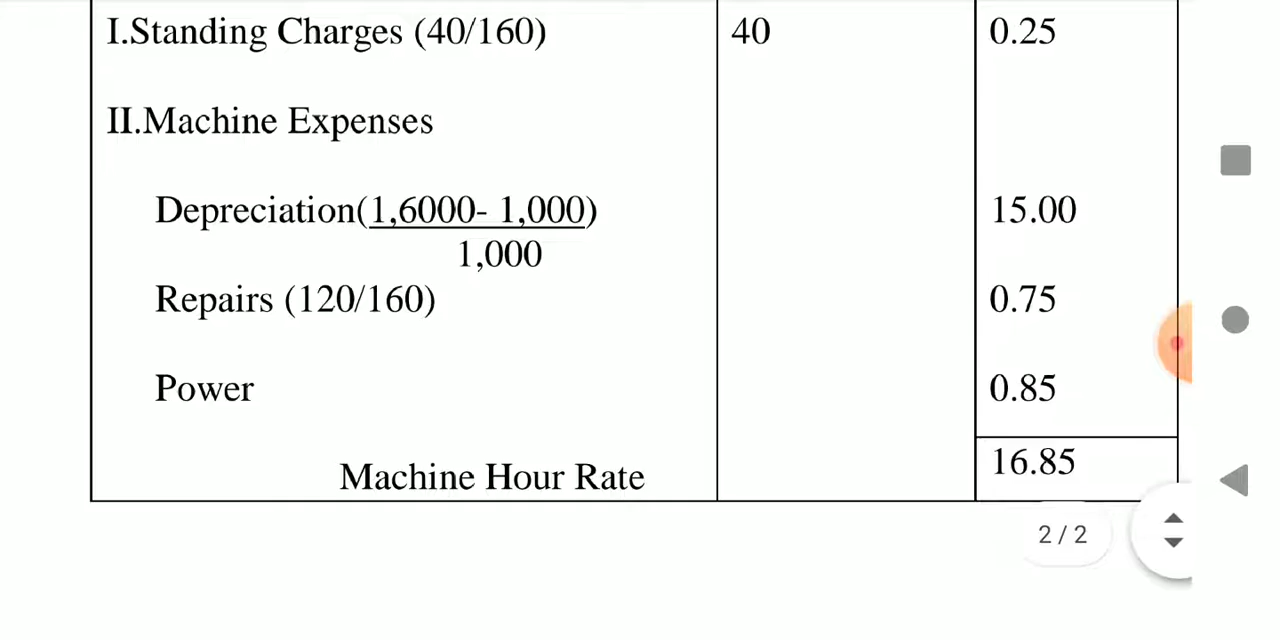 I.Standing Charges (40/160) 40 0.25
II.Machine Expenses
Depreciation(1,6000- 1,000) 15.00
1,000
Repairs (120/160) 0.75
Power 0.85
Machine Hour Rate 16.85
2 / 2